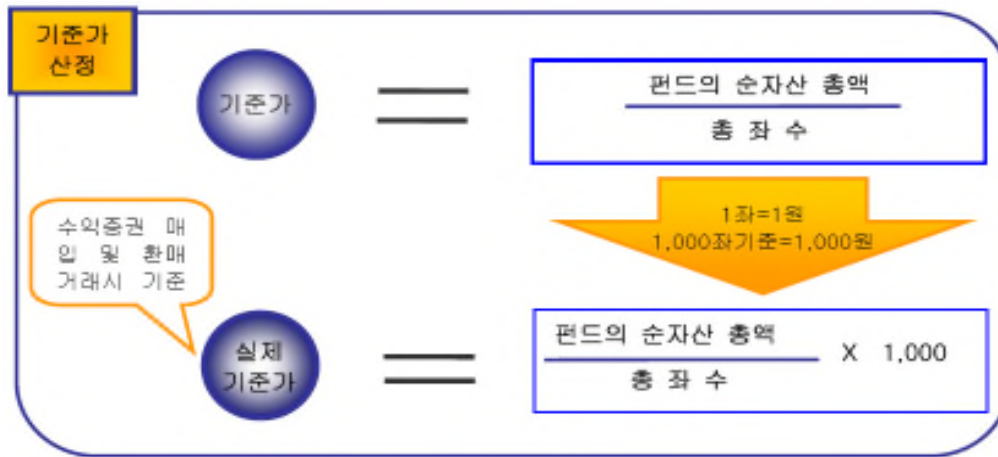 기준가
산정
기준가
펀드의 순자산 총액
총 좌 수
1좌=1원
1,000좌기준=1,000원
수익증권 매
입 및 환매
거래시 기준
실제
기준가
펀드의 순자산 총액
총 좌 수
X 1,000